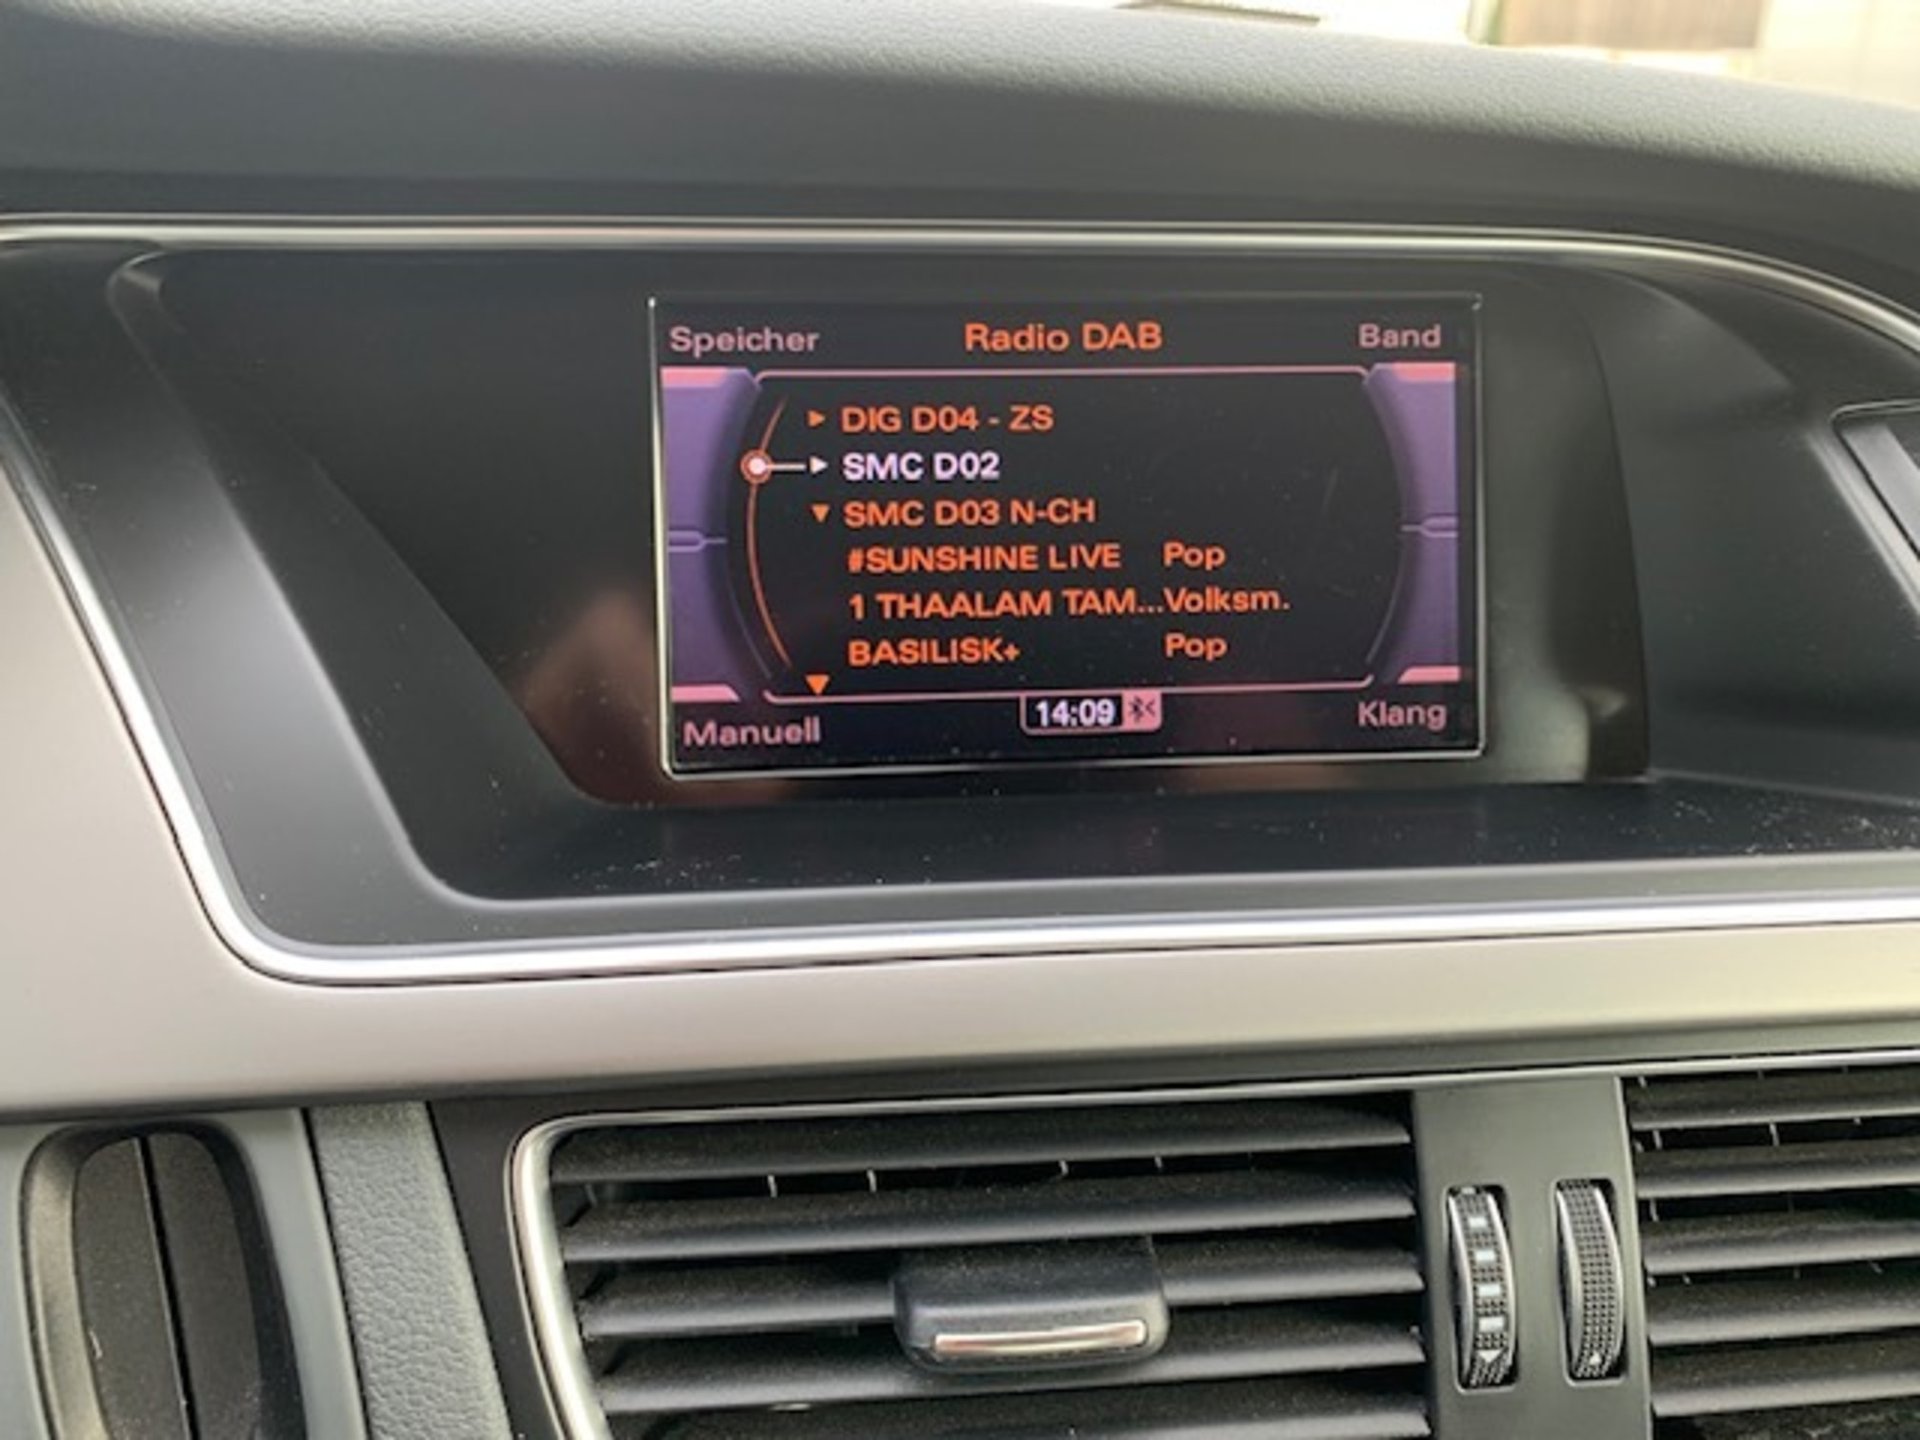 Speicher Radio DAB Band
DIG D04 - ZS
SMC D02
SMC D03 N-CH
#SUNSHINE LIVE Pop
1 THAALAM TAM...Volksm.
BASILISK+ Pop
Manuell 14:09 Klang